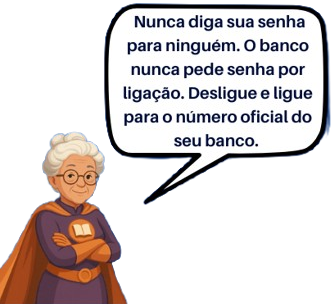 Nunca diga sua senha
para ninguém. O banco
nunca pede senha por
ligação. Desligue e ligue
para o número oficial do
seu banco.